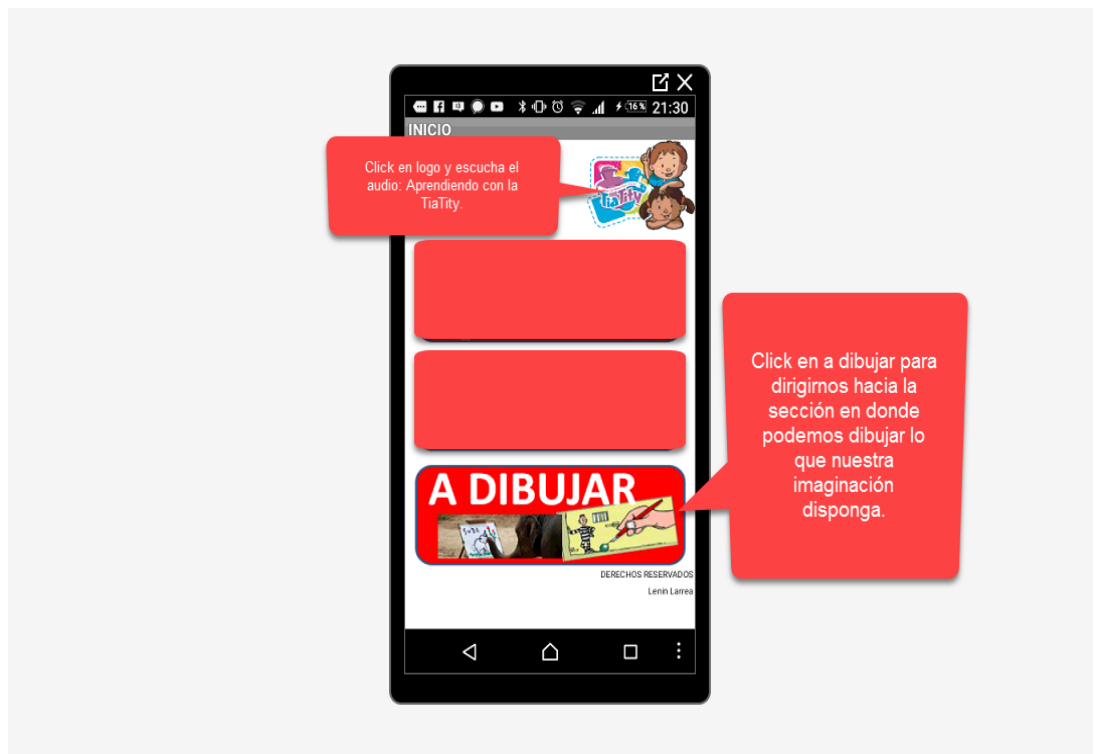 16% 21:30
INICIO
Click en logo y escucha el
audio: Aprendiendo con la
TiaTity.
TiaTity
Click en a dibujar para
dirigirnos hacia la
sección en donde
podemos dibujar lo
que nuestra
imaginación
disponga.
A DIBUJAR
DERECHOS RESERVADOS
Lenin Larrea